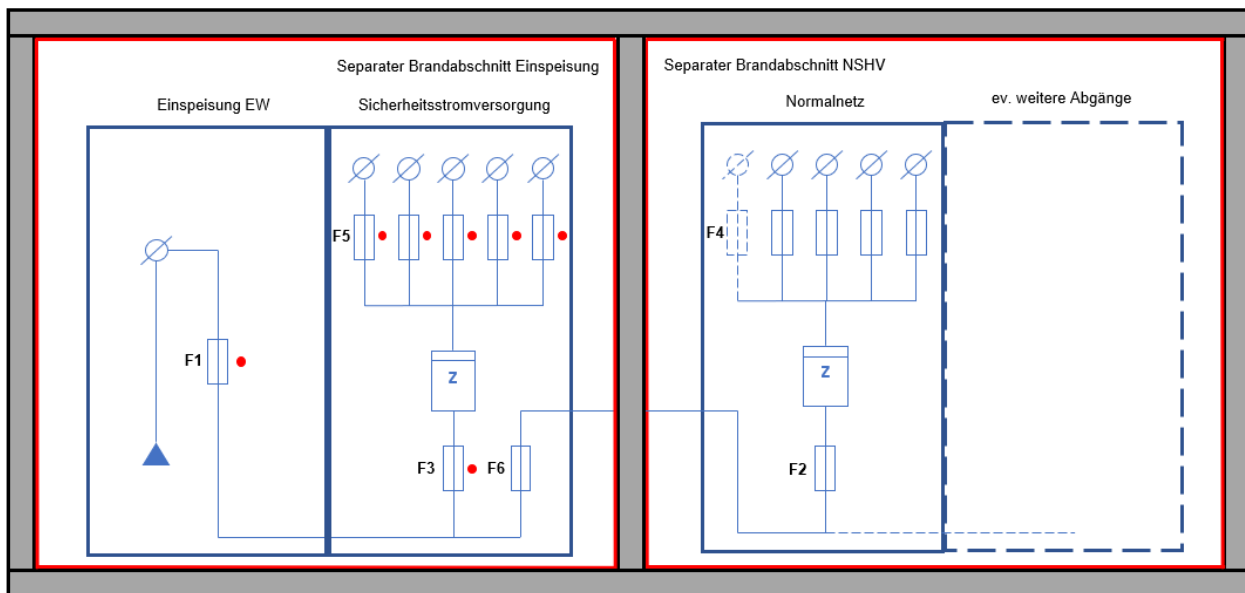 Separater Brandabschnitt Einspeisung
Separater Brandabschnitt NSHV
Einspeisung EW
Sicherheitsstromversorgung
Normalnetz
ev. weitere Abgänge
F5
F4
F1
Z
Z
F3
F6
F2